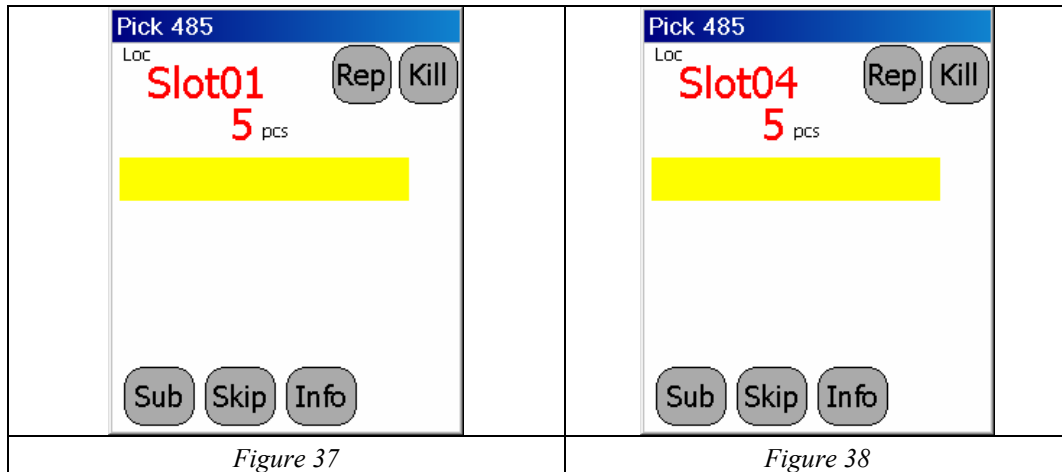 Pick 485
Loc
Slot01
Rep Kill
5 pcs
Sub Skip Info
Figure 37
Pick 485
Loc
Slot04
Rep Kill
5 pcs
Sub Skip Info
Figure 38